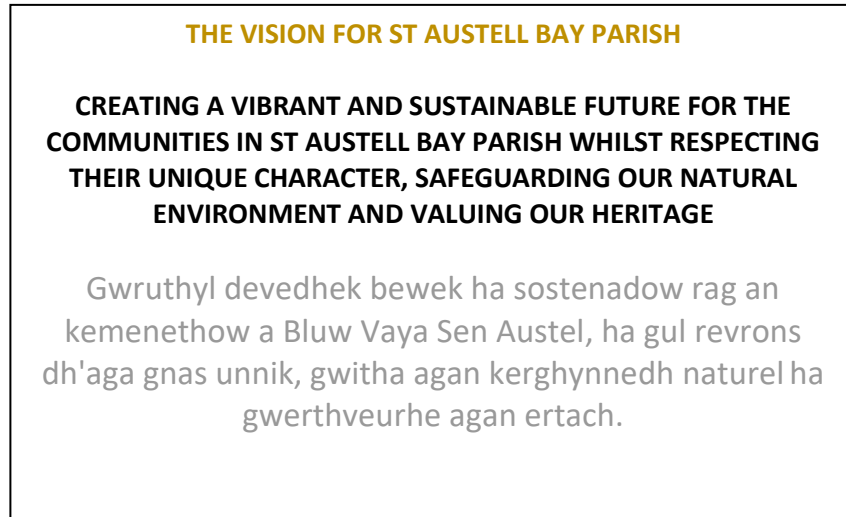 THE VISION FOR ST AUSTELL BAY PARISH
CREATING A VIBRANT AND SUSTAINABLE FUTURE FOR THE
COMMUNITIES IN ST AUSTELL BAY PARISH WHILST RESPECTING
THEIR UNIQUE CHARACTER, SAFEGUARDING OUR NATURAL
ENVIRONMENT AND VALUING OUR HERITAGE
Gwruthyl devedhek bewek ha sostenadow rag an
kemenethow a Bluw Vaya Sen Austel, ha gul revrons
dh'aga gnas unnik, gwitha agan kerghynnedh naturel ha
gwerthveurhe agan ertach.